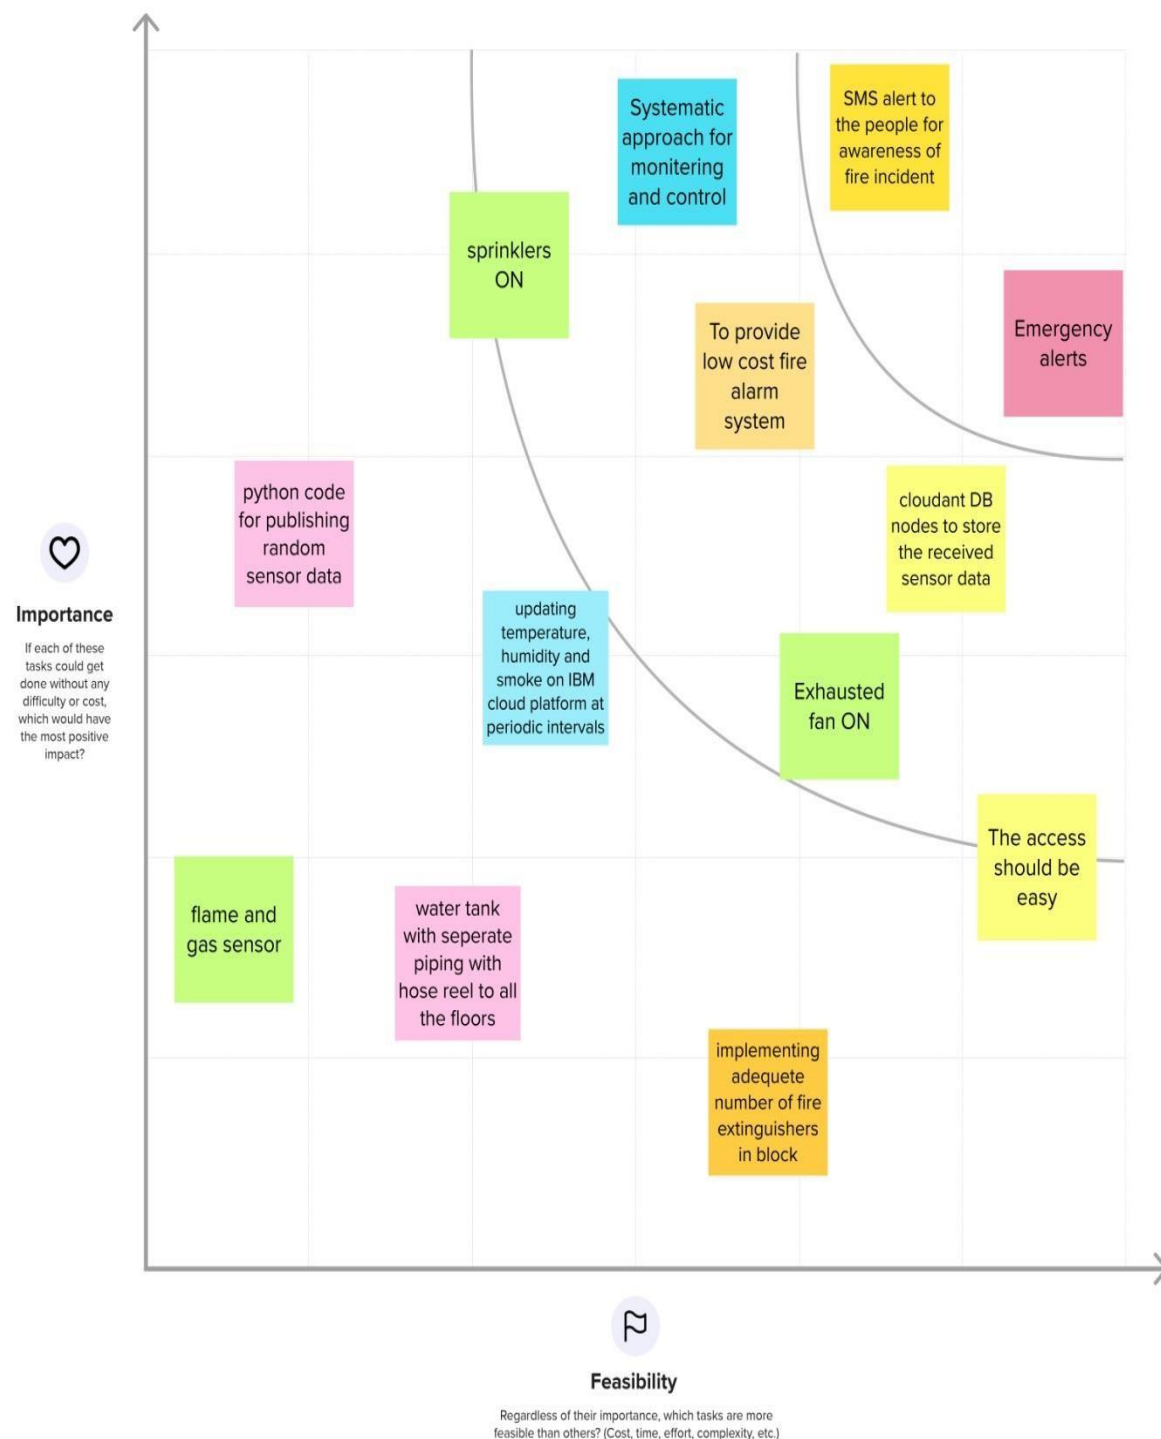 Systematic
approach for
monitering
and control
SMS alert to
the people for
awareness of
fire incident
sprinklers
ON
To provide
low cost fire
alarm
system
Emergency
alerts
python code
for publishing
random
sensor data
cloudant DB
nodes to store
the received
sensor data
updating
temperature,
humidity and
smoke on IBM
cloud platform at
periodic intervals
Exhausted
fan ON
The access
should be
easy
flame and
gas sensor
water tank
with seperate
piping with
hose reel to all
the floors
implementing
adequete
number of fire
extinguishers
in block
Importance
If each of these
tasks could get
done without any
difficulty or cost,
which would have
the most positive
impact?
Feasibility
Regardless of their importance, which tasks are more
feasible than others? (Cost, time, effort, complexity, etc.)